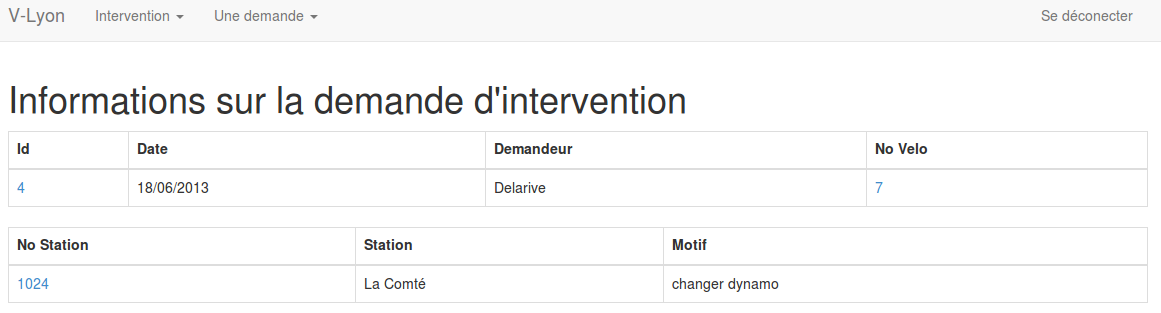 V-Lyon Intervention Une demande Se déconecter
Informations sur la demande d'intervention
Id Date Demandeur No Velo
4 18/06/2013 Delarive 7
No Station Station Motif
1024 La Comté changer dynamo